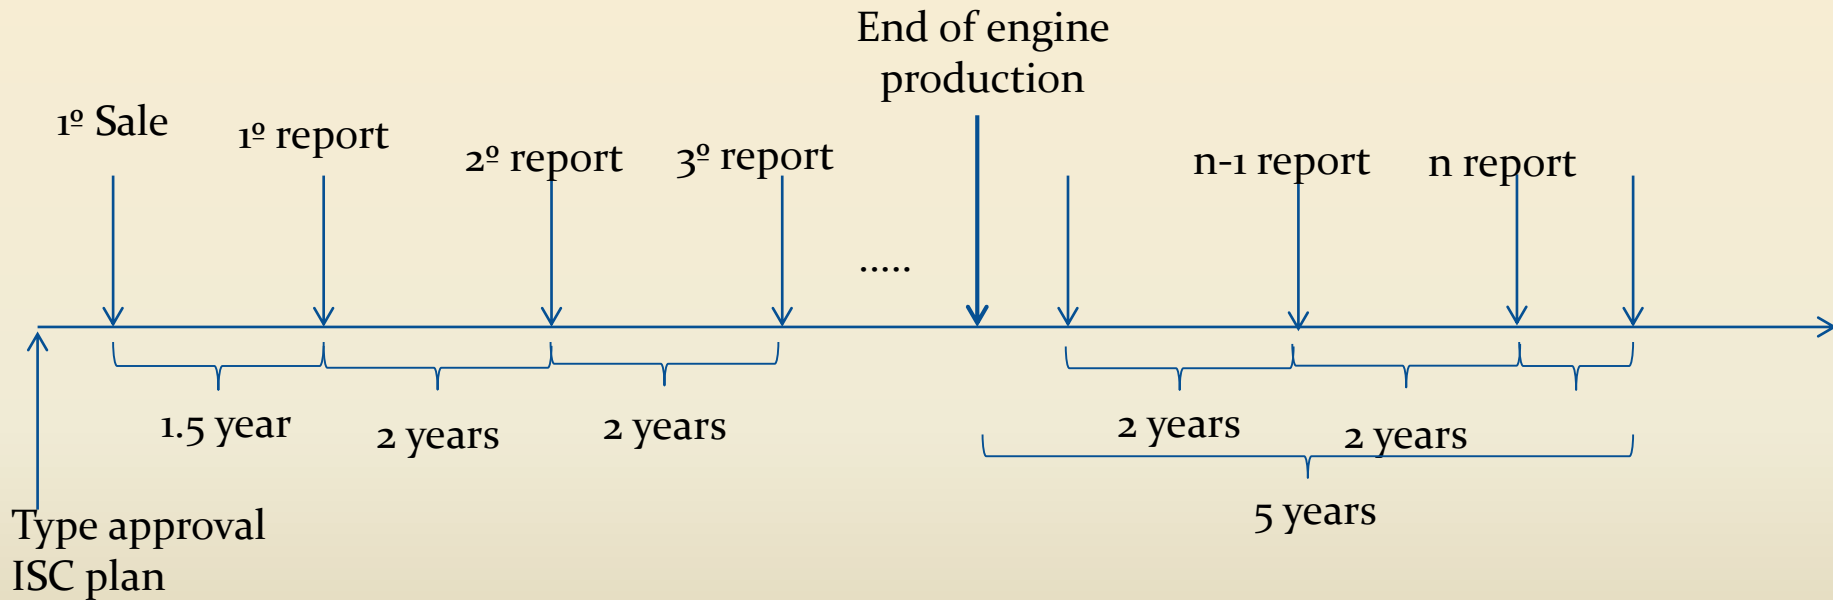 End of engine
production
1º Sale
1º report
2º report
3º report
n-1 report
n report
.....
1.5 year
2 years
2 years
2 years
2 years
5 years
Type approval
ISC plan